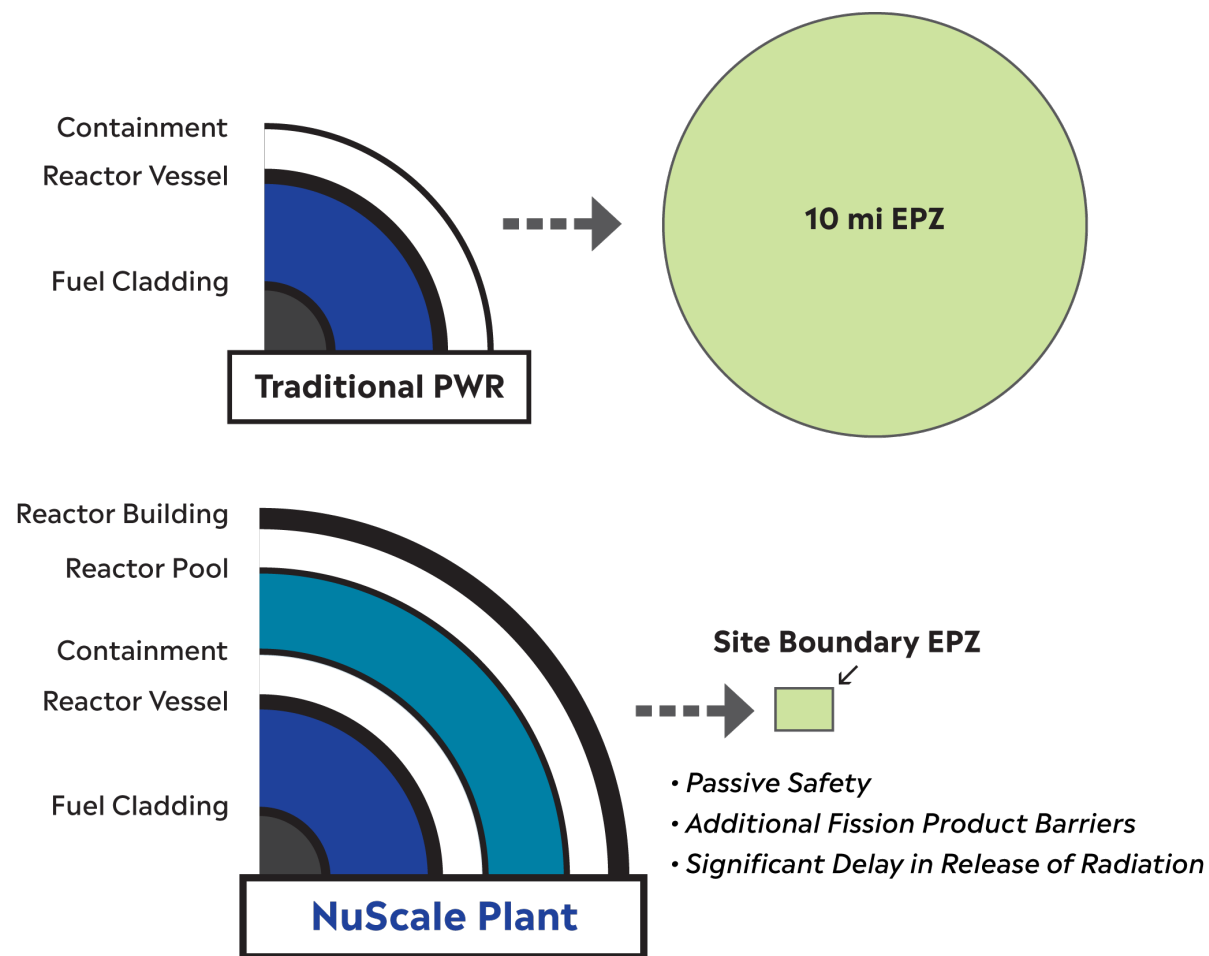 Containment
Reactor Vessel
Fuel Cladding
Traditional PWR
10 mi EPZ
Reactor Building
Reactor Pool
Containment
Reactor Vessel
Fuel Cladding
NuScale Plant
Site Boundary EPZ
• Passive Safety
• Additional Fission Product Barriers
• Significant Delay in Release of Radiation